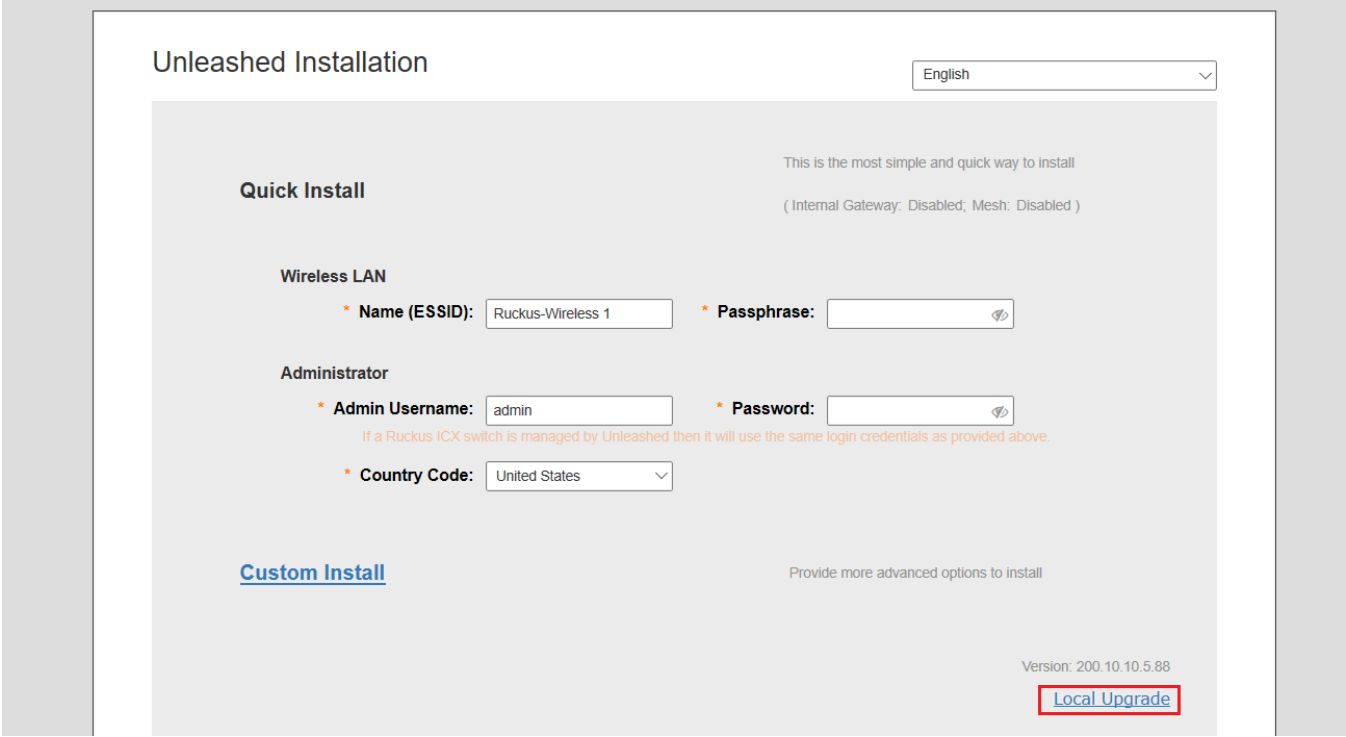 Unleashed Installation
English
This is the most simple and quick way to install
Quick Install
( Internal Gateway: Disabled; Mesh: Disabled )
Wireless LAN
* Name (ESSID): Ruckus-Wireless 1 * Passphrase:
Administrator
* Admin Username: admin * Password:
If a Ruckus ICX switch is managed by Unleashed then it will use the same login credentials as provided above.
* Country Code: United States
Custom Install Provide more advanced options to install
Version: 200.10.10.5.88
Local Upgrade